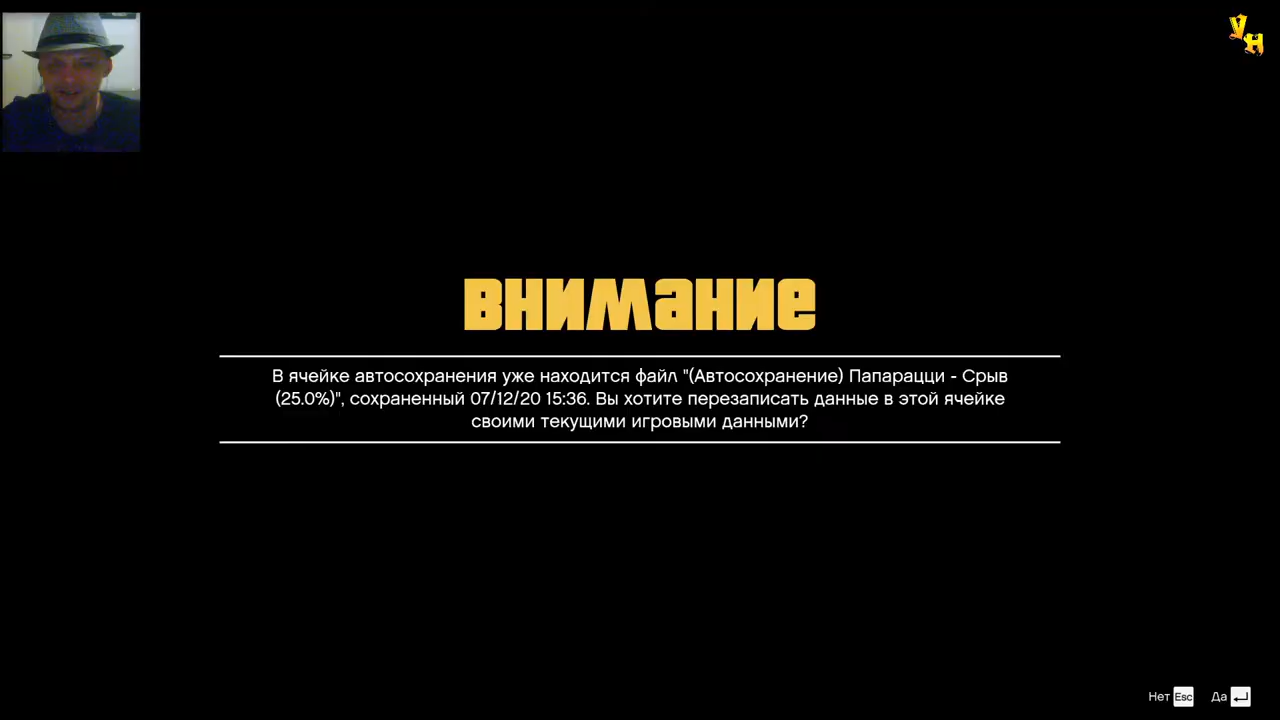 УН
внимание
В ячейке автосохранения уже находится файл "(Автосохранение) Папарацци - Срыв
(25.0%)", сохраненный 07/12/20 15:36. Вы хотите перезаписать данные в этой ячейке
своими текущими игровыми данными?
Нет Esc Да